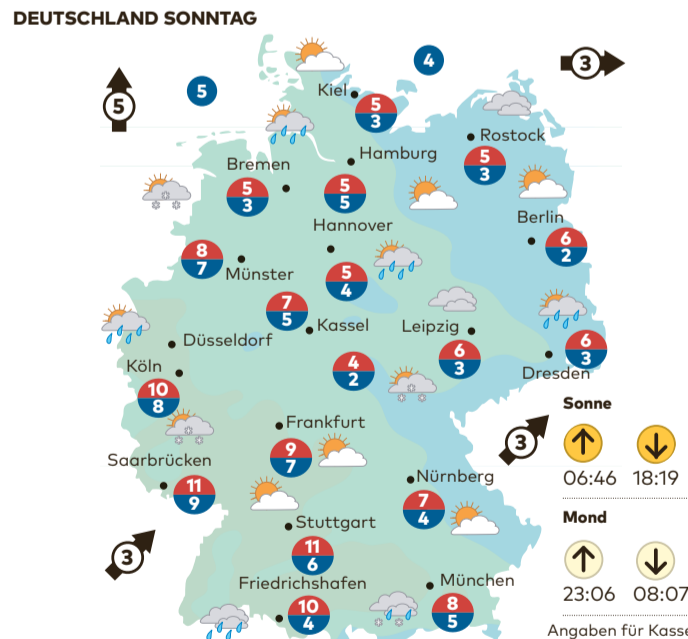 DEUTSCHLAND SONNTAG
4
3
5
5
Kiel
5
3
Rostock
5
3
Hamburg
5
5
Bremen
5
3
Berlin
6
2
Hannover
5
4
8
7
Münster
7
5
Kassel
Leipzig
6
3
Düsseldorf
6
3
Dresden
Köln
10
8
4
2
Sonne
3
06:46
18:19
Frankfurt
9
7
Saarbrücken
11
9
Nürnberg
7
4
Mond
23:06
08:07
Stuttgart
11
6
3
Friedrichshafen
10
4
München
8
5
Angaben für Kasse